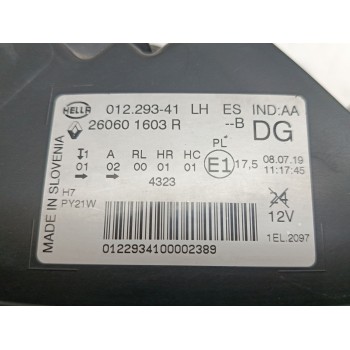 HELLA 012.293-41 LH ES IND:AA
26060 1603 R --B DG
PL
1 A RL HR HC
01 02 00 01 01 E1 17,5 08.07.19
4323 11:17:45
H7
PY21W
24
12V
MADE IN SLOVENIA
0122934100002389 1EL.2097